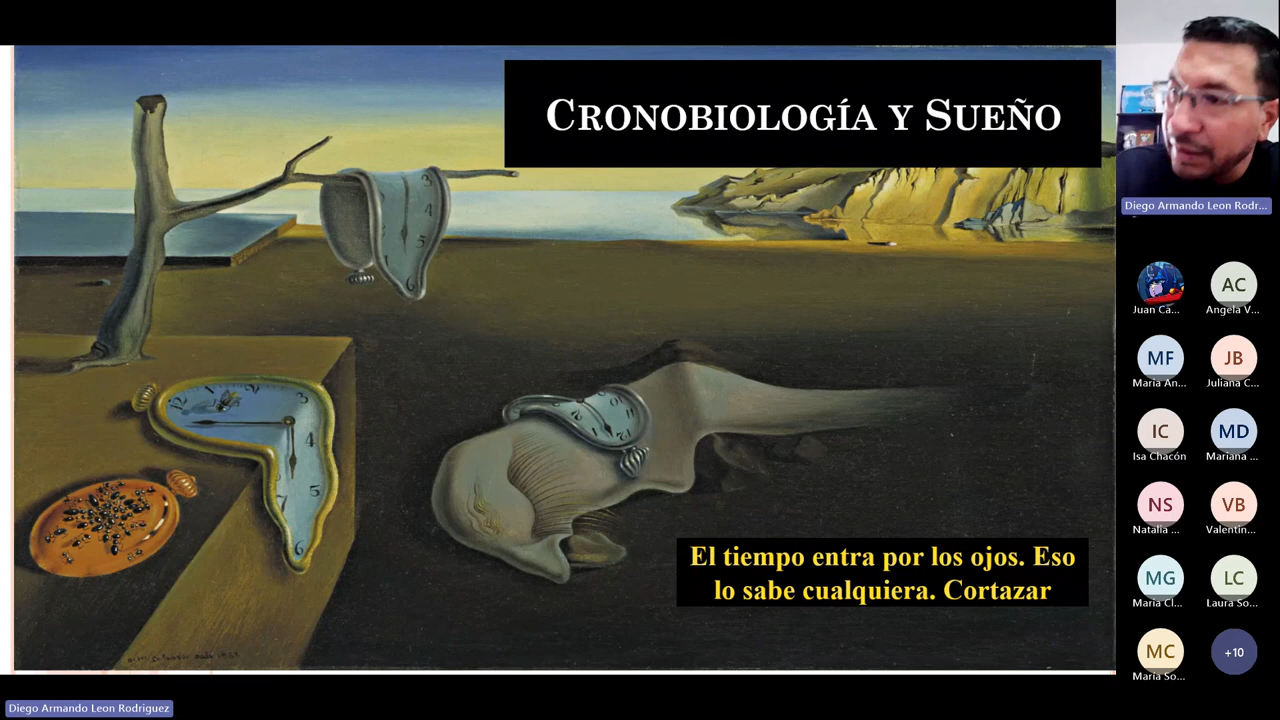 CRONOBIOLOGÍA Y SUEÑO
El tiempo entra por los ojos. Eso
lo sabe cualquiera. Cortazar
Diego Armando Leon Rodr...
Juan Ca...
AC
Angela V...
MF
Maria An...
JB
Juliana C...
IC
Isa Chacón
MD
Mariana ...
NS
Natalia ...
VB
Valentin...
MG
Maria Cl...
LC
Laura So...
MC
Maria So...
+10
Diego Armando Leon Rodriguez